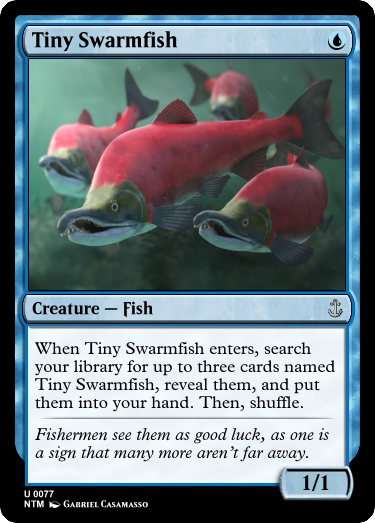 Tiny Swarmfish
Creature — Fish
When Tiny Swarmfish enters, search
your library for up to three cards named
Tiny Swarmfish, reveal them, and put
them into your hand. Then, shuffle.
Fishermen see them as good luck, as one is
a sign that many more aren't far away.
1/1
U 0077
NTM Gabriel Casamasso